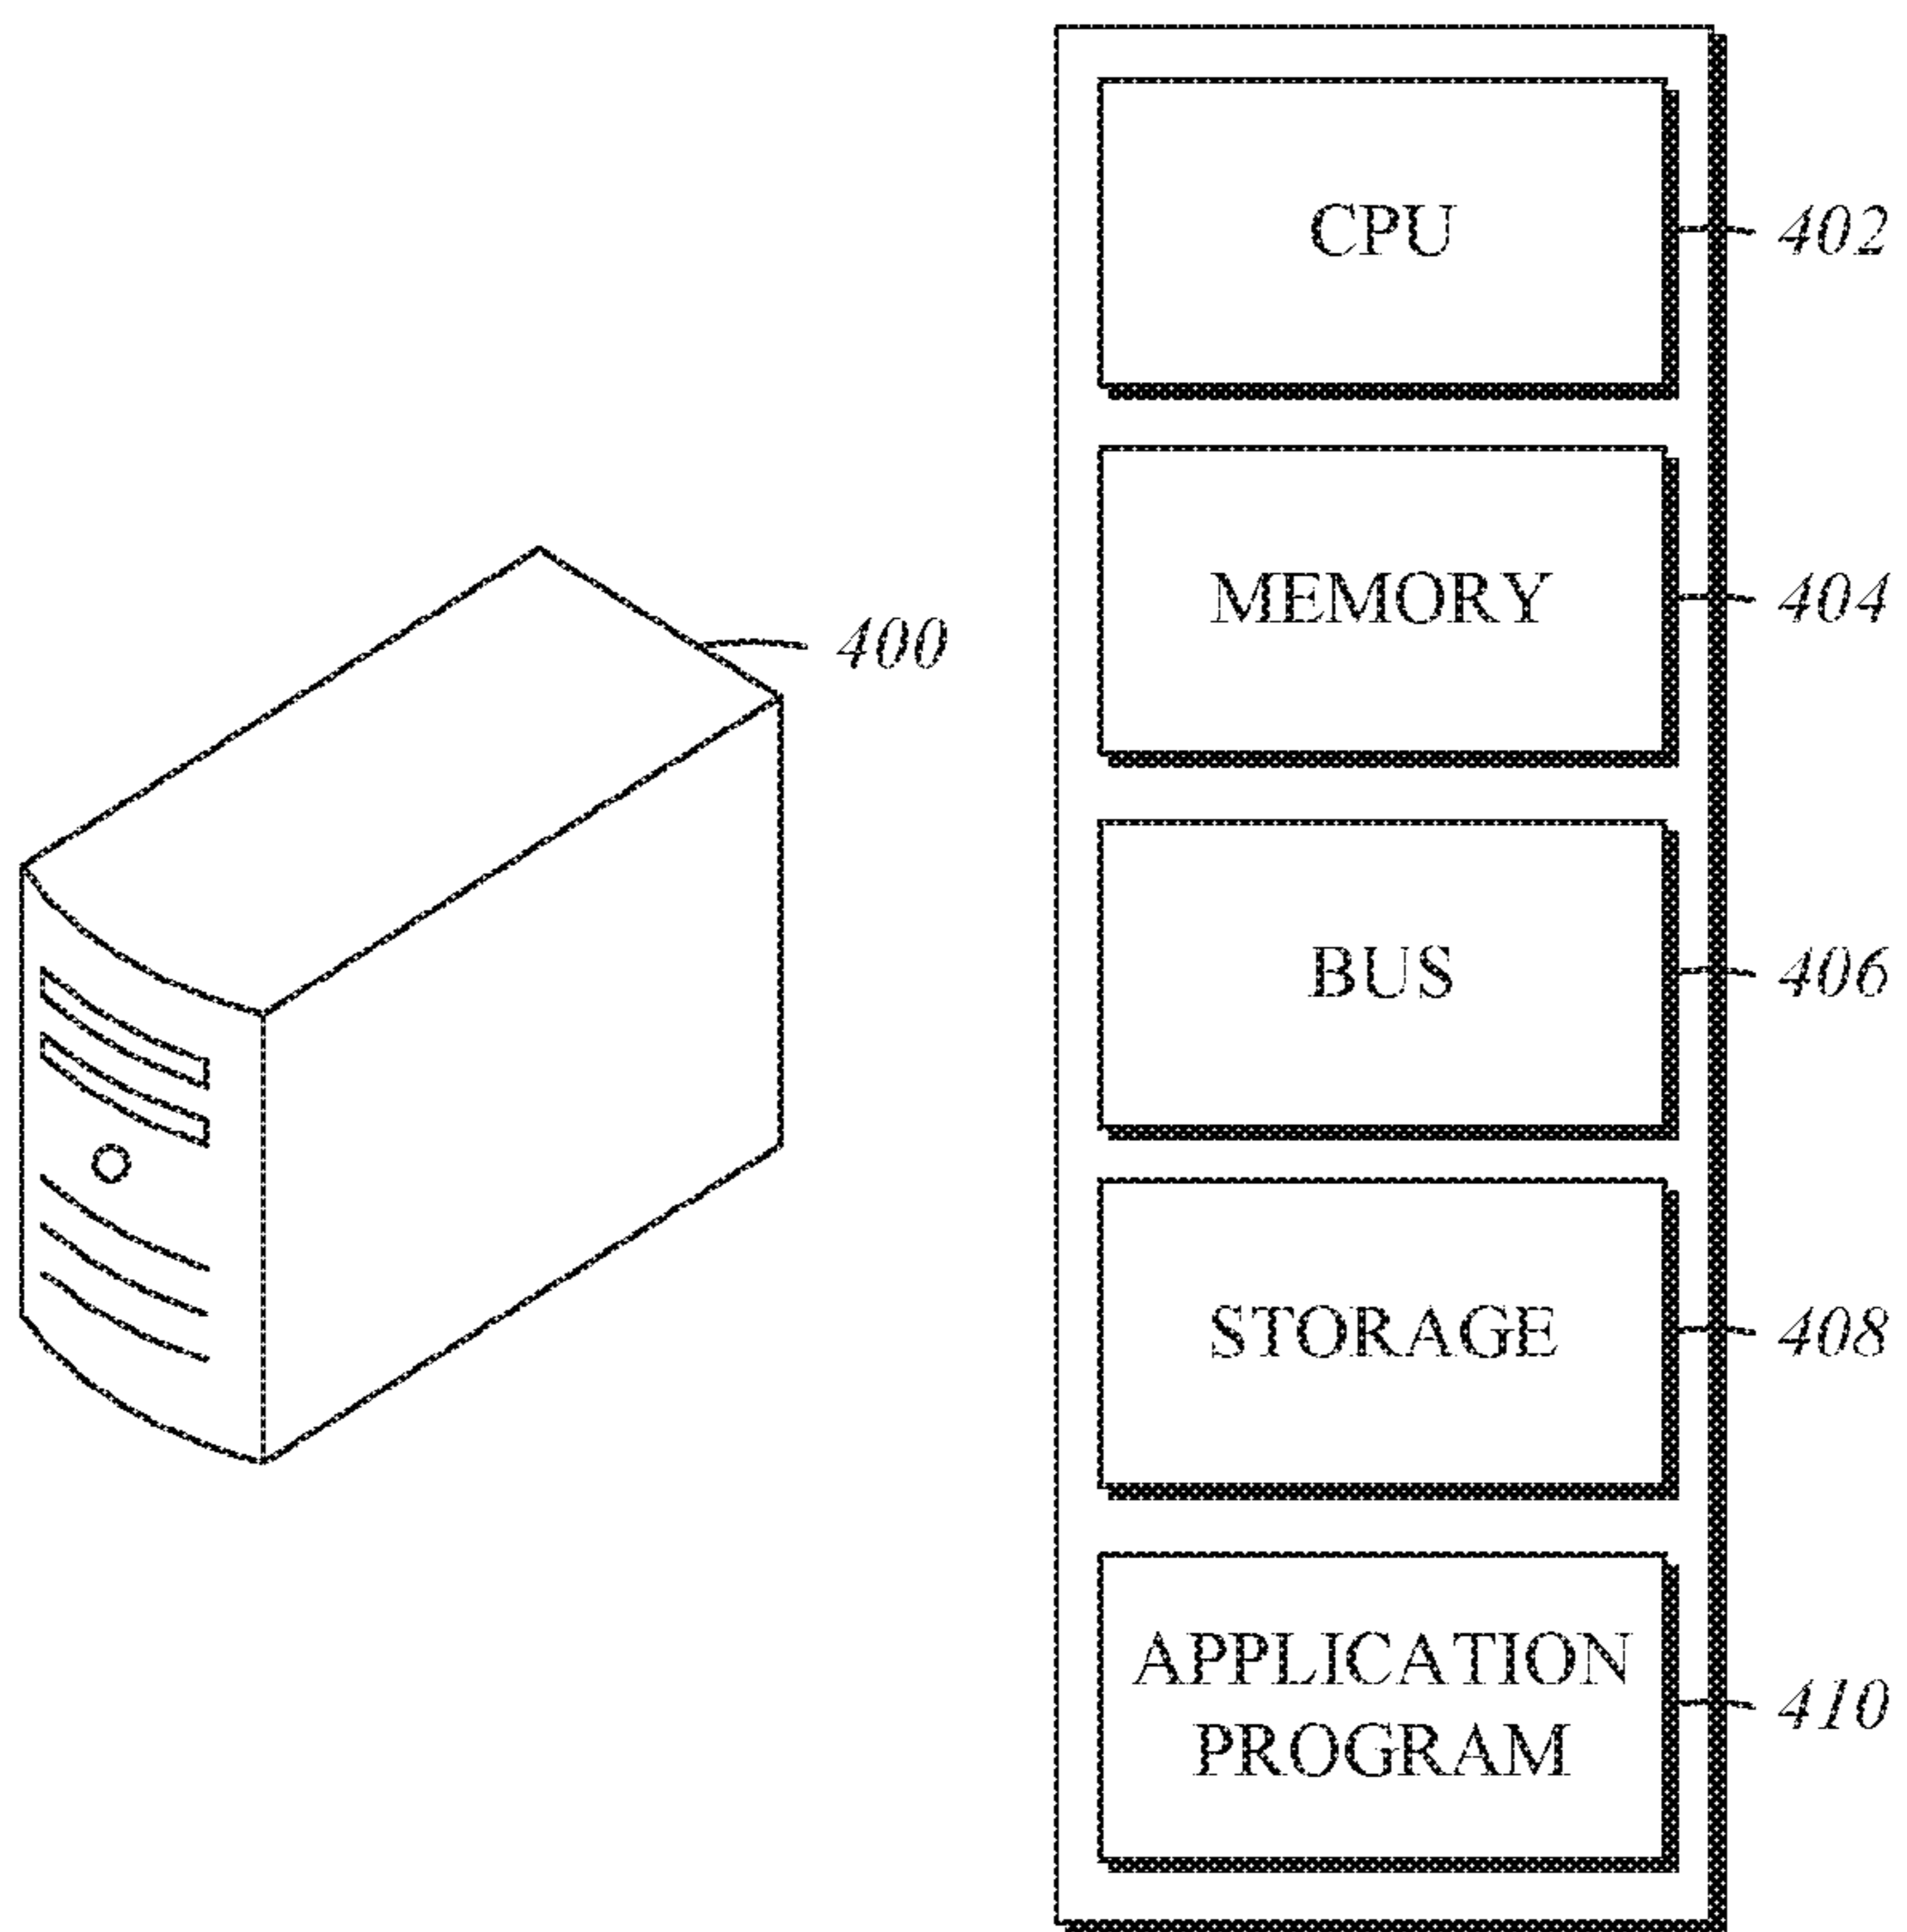 CPU
402
MEMORY
404
400
BUS
406
STORAGE
408
APPLICATION
PROGRAM
410